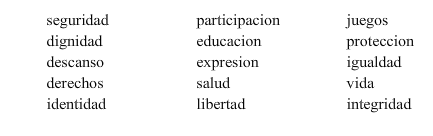 seguridad participacion juegos
dignidad educacion proteccion
descanso expresion igualdad
derechos salud vida
identidad libertad integridad